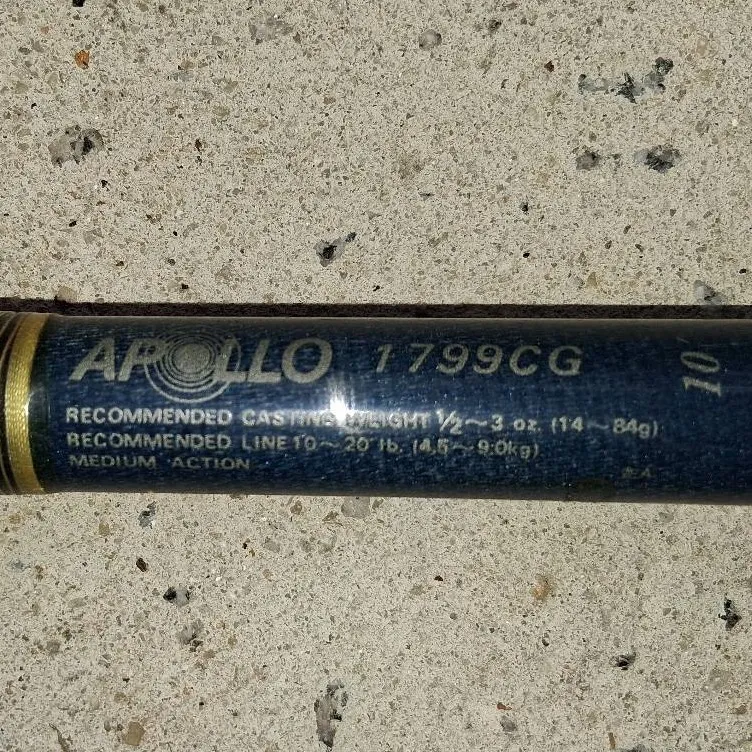 APOLLO 1799CG
10'
RECOMMENDED CASTING WEIGHT ½~3 oz. (14~84g)
RECOMMENDED LINE 10~20 lb. (4.5~9.0kg)
MEDIUM ACTION